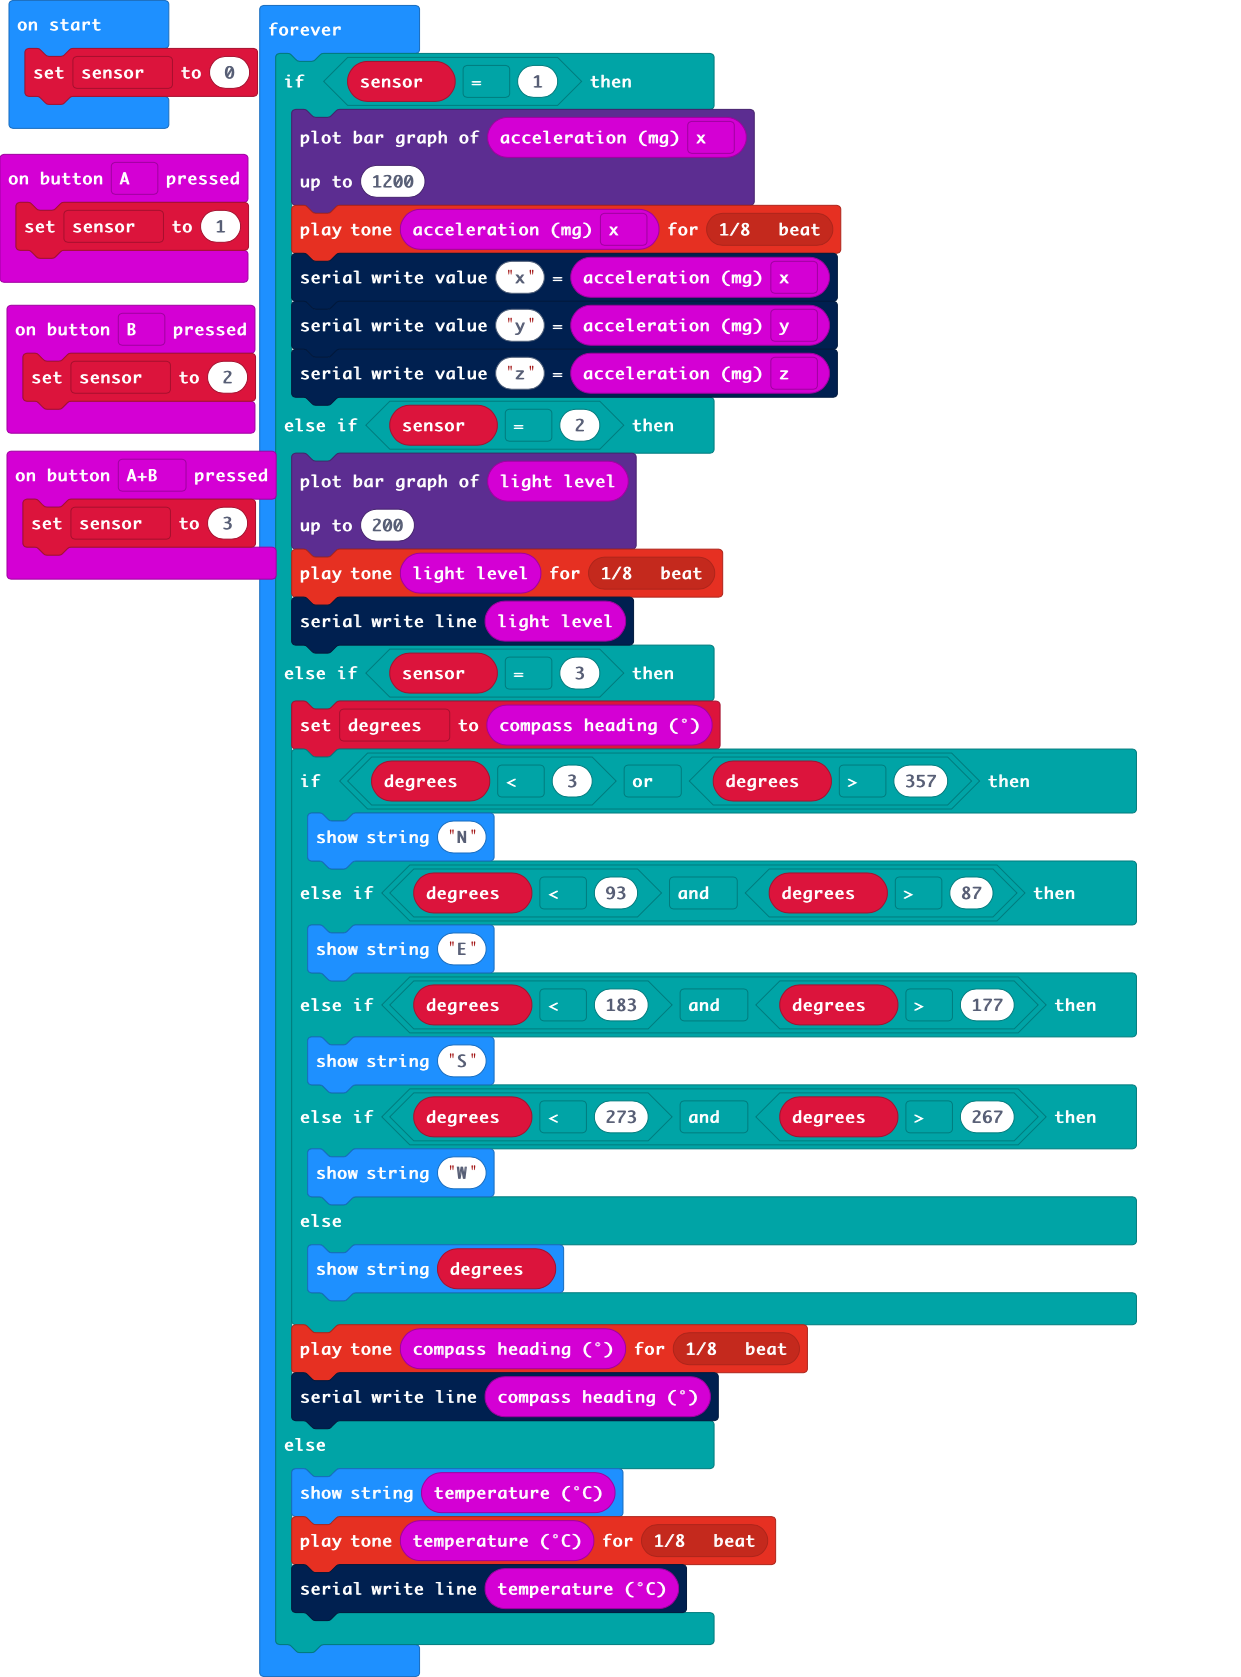 on start
set sensor to 0
on button A pressed
set sensor to 1
on button B pressed
set sensor to 2
on button A+B pressed
set sensor to 3
forever
if sensor = 1 then
plot bar graph of acceleration (mg) x
up to 1200
play tone acceleration (mg) x for 1/8 beat
serial write value "x" = acceleration (mg) x
serial write value "y" = acceleration (mg) y
serial write value "z" = acceleration (mg) z
else if sensor = 2 then
plot bar graph of light level
up to 200
play tone light level for 1/8 beat
serial write line light level
else if sensor = 3 then
set degrees to compass heading (°)
if degrees < 3 or degrees > 357 then
show string "N"
else if degrees < 93 and degrees > 87 then
show string "E"
else if degrees < 183 and degrees > 177 then
show string "S"
else if degrees < 273 and degrees > 267 then
show string "W"
else
show string degrees
play tone compass heading (°) for 1/8 beat
serial write line compass heading (°)
else
show string temperature (°C)
play tone temperature (°C) for 1/8 beat
serial write line temperature (°C)